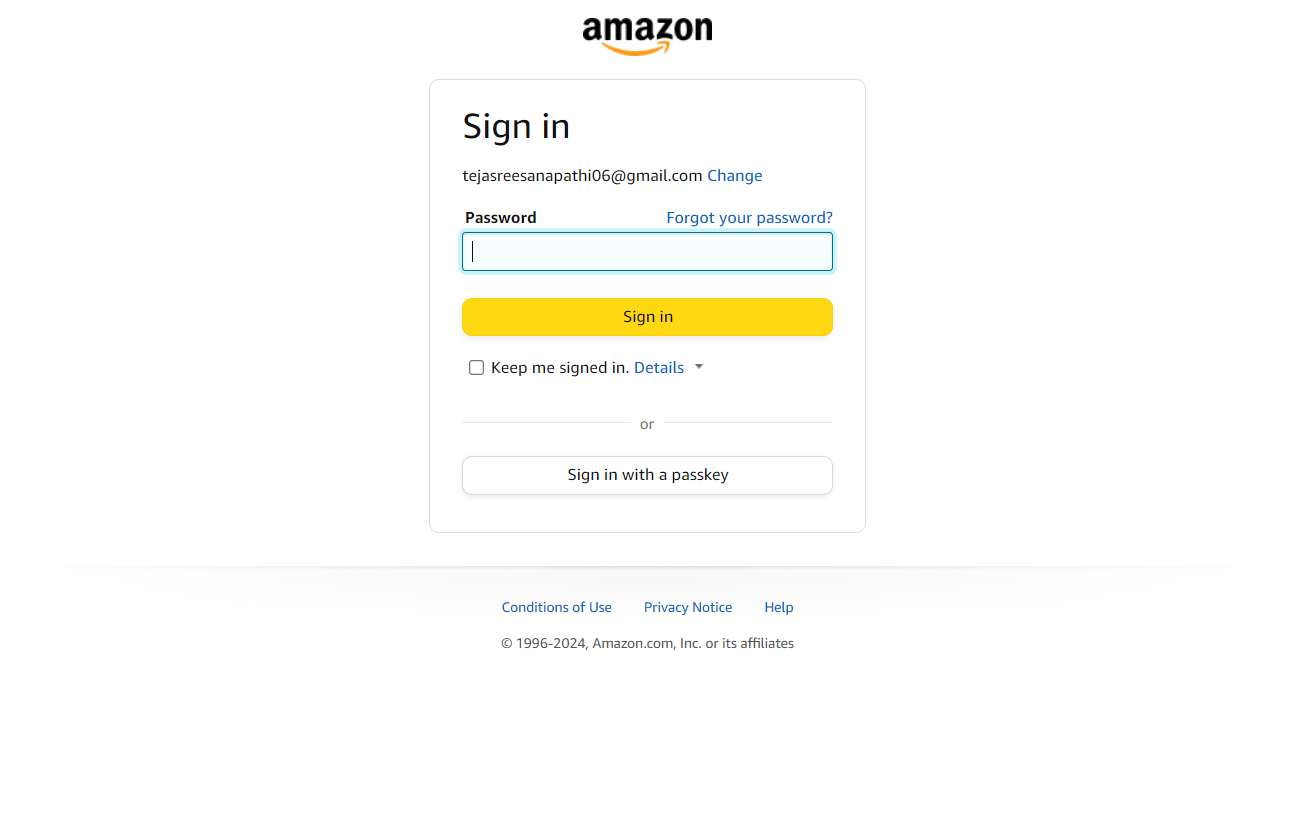 amazon
Sign in
tejasreesanapathi06@gmail.com Change
Password Forgot your password?
Sign in
Keep me signed in. Details
or
Sign in with a passkey
Conditions of Use Privacy Notice Help
© 1996-2024, Amazon.com, Inc. or its affiliates